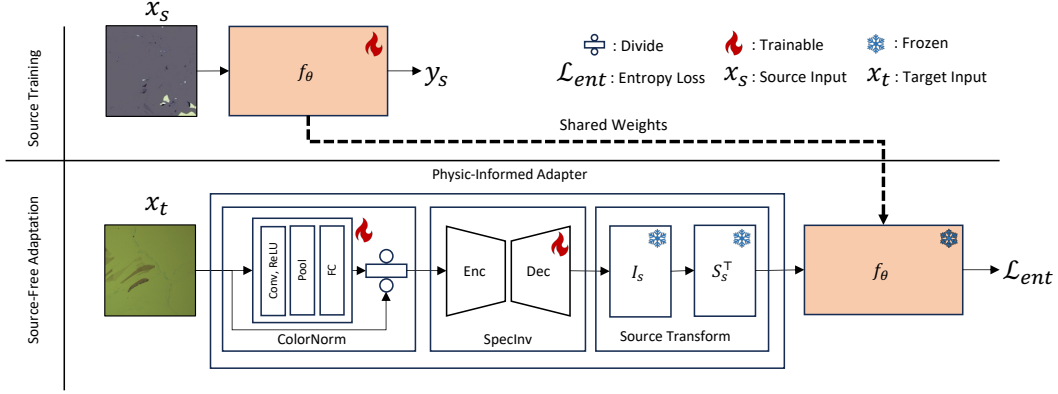 Source Training
x_s
f_θ
y_s
: Divide
: Trainable
: Frozen
ℒ_ent : Entropy Loss
x_s : Source Input
x_t : Target Input
Shared Weights
Source-Free Adaptation
Physic-Informed Adapter
x_t
Conv, ReLU
Pool
FC
ColorNorm
Enc
Dec
SpecInv
I_s
S_s^⊤
Source Transform
f_θ
ℒ_ent